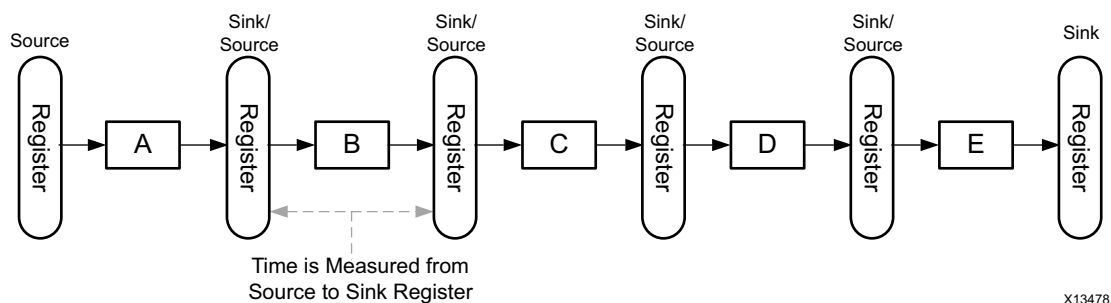 Source
Sink/
Source
Sink/
Source
Sink/
Source
Sink/
Source
Sink
Register
A
Register
B
Register
C
Register
D
Register
E
Register
Time is Measured from
Source to Sink Register
X13478